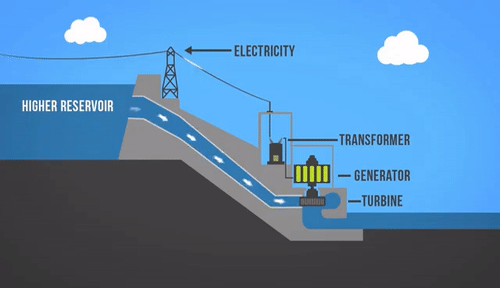 ELECTRICITY
HIGHER RESERVOIR
TRANSFORMER
GENERATOR
TURBINE